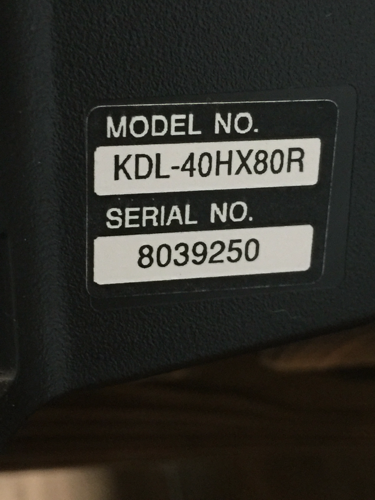 MODEL NO.
KDL-40HX80R
SERIAL NO.
8039250